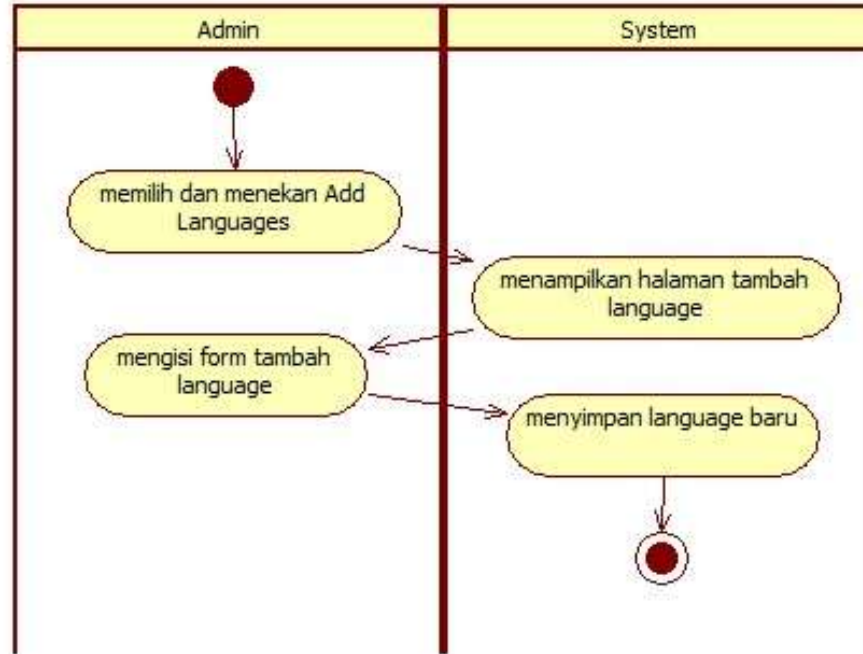 Admin
System
memilih dan menekan Add
Languages
menampilkan halaman tambah
language
mengisi form tambah
language
menyimpan language baru